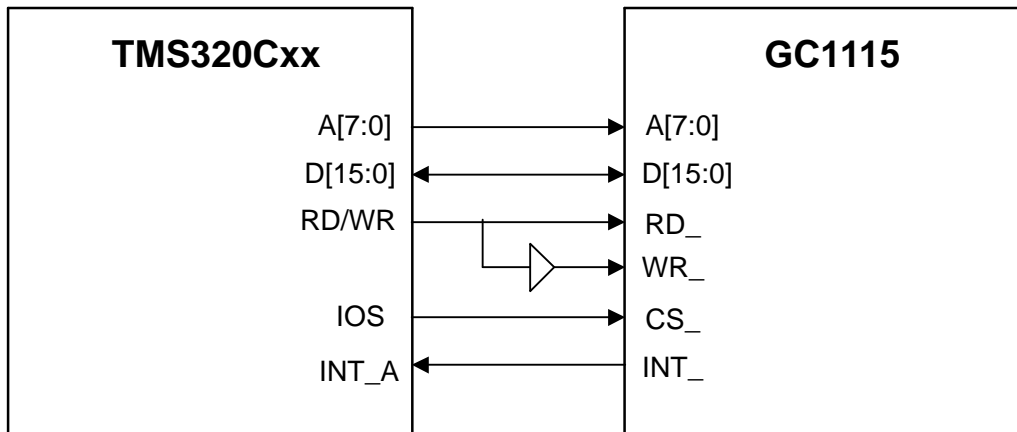 TMS320Cxx GC1115
A[7:0] A[7:0]
D[15:0] D[15:0]
RD/WR RD_
WR_
IOS CS_
INT_A INT_